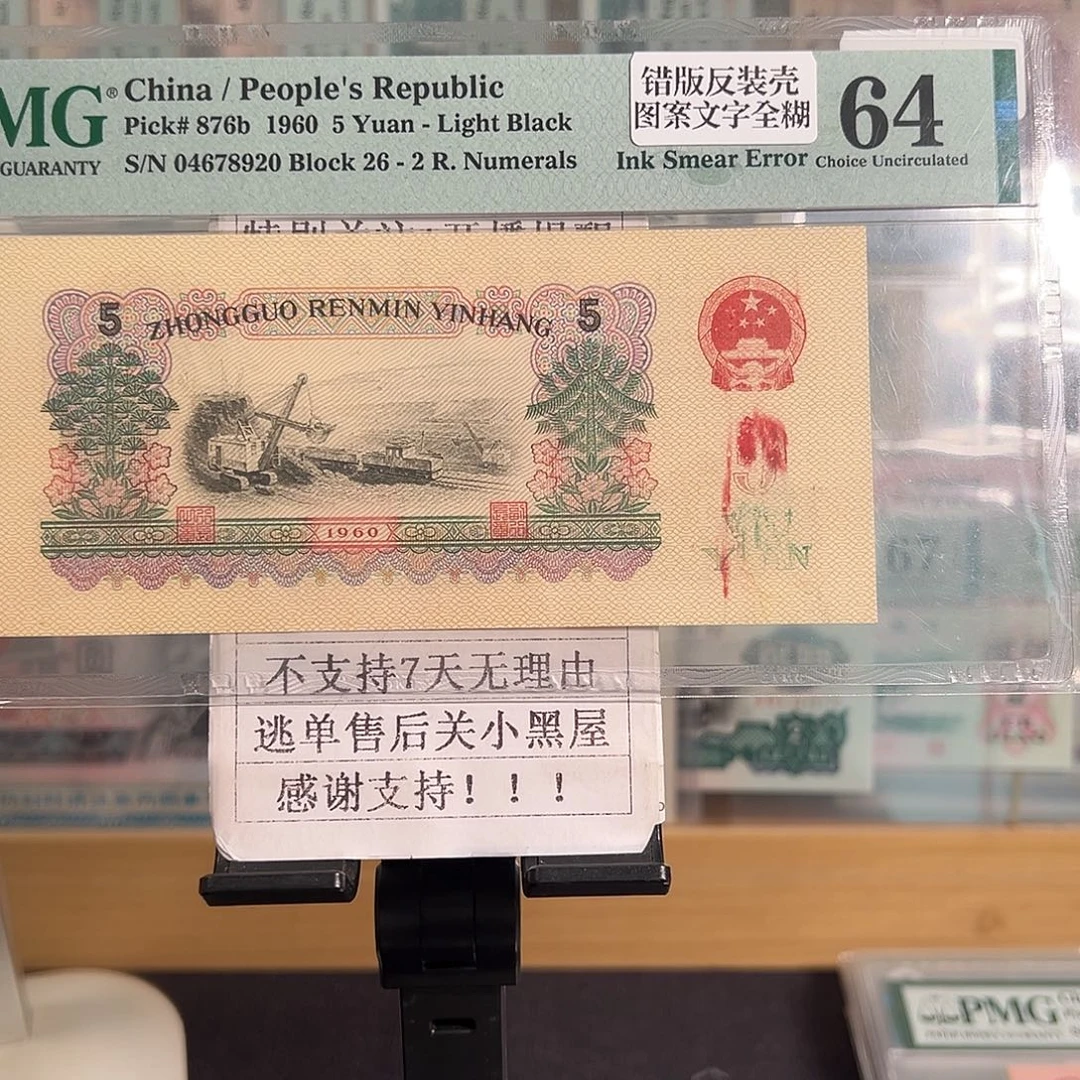 MG® China / People's Republic
Pick# 876b 1960 5 Yuan - Light Black
GUARANTY S/N 04678920 Block 26 - 2 R. Numerals
错版反装壳
图案文字全糊
Ink Smear Error
64
Choice Uncirculated
5 ZHONGGUO RENMIN YINHANG 5
1960
不支持7天无理由
逃单售后关小黑屋
感谢支持！！！
67
PMG